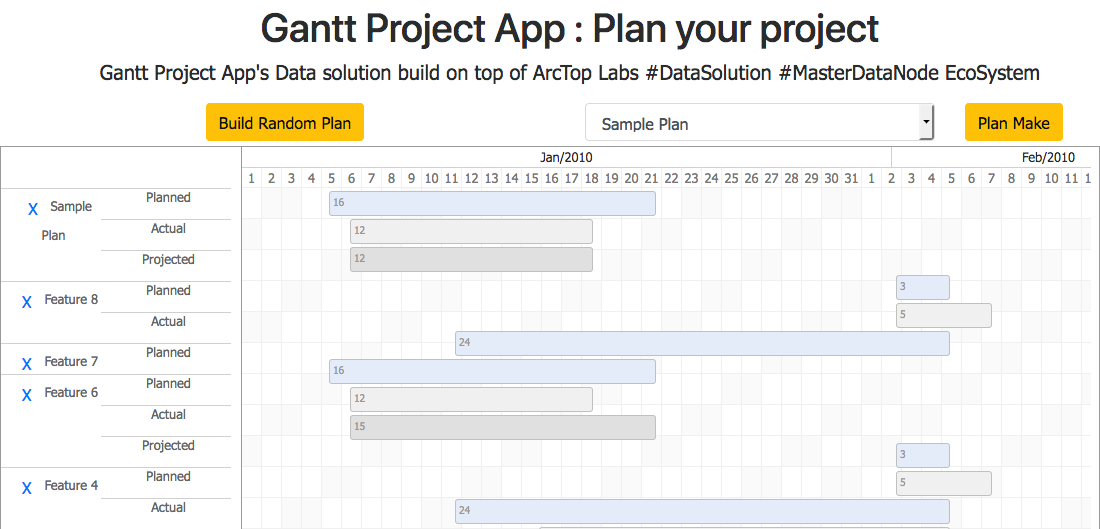 Gantt Project App : Plan your project
Gantt Project App's Data solution build on top of ArcTop Labs #DataSolution #MasterDataNode EcoSystem
Build Random Plan
Sample Plan
Plan Make
Jan/2010 Feb/2010
1 2 3 4 5 6 7 8 9 10 11 12 13 14 15 16 17 18 19 20 21 22 23 24 25 26 27 28 29 30 31 1 2 3 4 5 6 7 8 9 10 11 1
X Sample
Plan
Planned
16
Actual
12
Projected
12
X Feature 8
Planned
3
Actual
5
X Feature 7
Planned
24
X Feature 6
Planned
16
Actual
12
Projected
15
X Feature 4
Planned
3
Actual
5
24